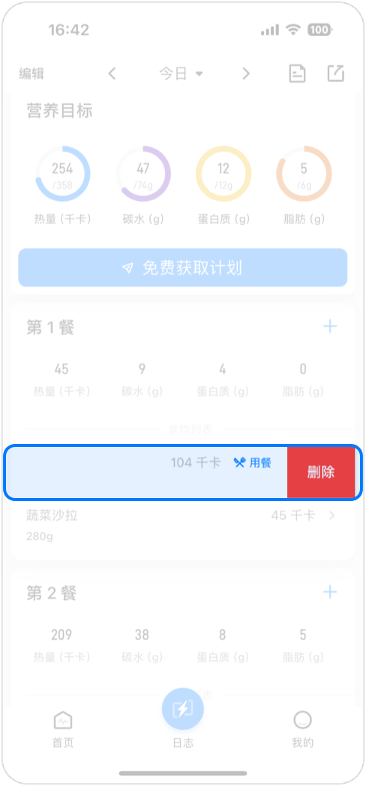 16:42 100
编辑 今日
营养目标
254 47 12 5
/358 /74g /12g /6g
热量 (千卡) 碳水 (g) 蛋白质 (g) 脂肪 (g)
免费获取计划
第 1 餐
45 9 4 0
热量 (千卡) 碳水 (g) 蛋白质 (g) 脂肪 (g)
104 千卡 用餐 删除
蔬菜沙拉 45 千卡
280g
第 2 餐
209 38 8 5
热量 (千卡) 碳水 (g) 蛋白质 (g) 脂肪 (g)
首页 日志 我的